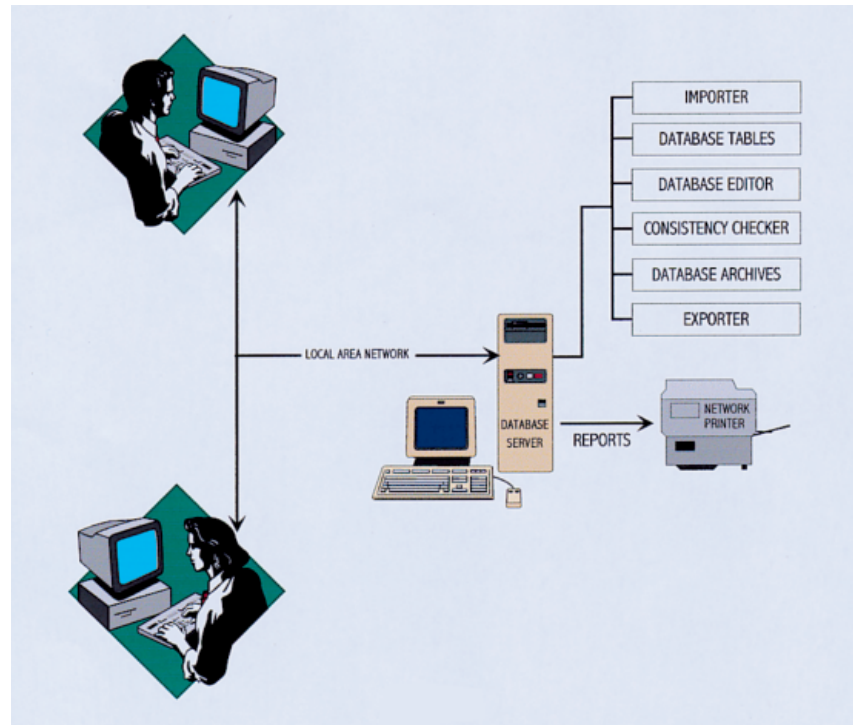 IMPORTER
DATABASE TABLES
DATABASE EDITOR
CONSISTENCY CHECKER
DATABASE ARCHIVES
EXPORTER
LOCAL AREA NETWORK
DATABASE
SERVER
REPORTS
NETWORK
PRINTER